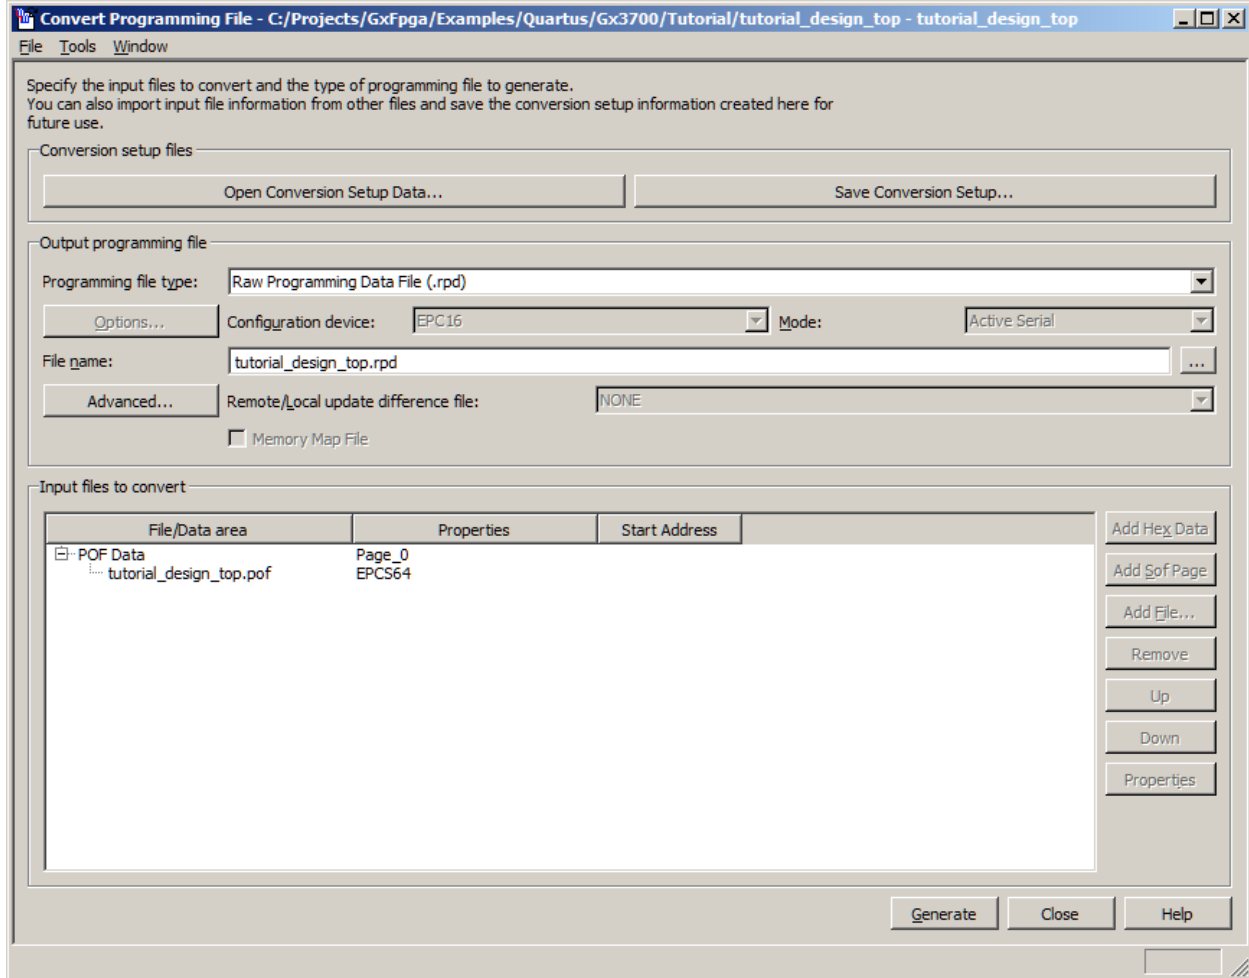 Convert Programming File - C:/Projects/GxFpga/Examples/Quartus/Gx3700/Tutorial/tutorial_design_top - tutorial_design_top
File Tools Window
Specify the input files to convert and the type of programming file to generate.
You can also import input file information from other files and save the conversion setup information created here for
future use.
Conversion setup files
Open Conversion Setup Data... Save Conversion Setup...
Output programming file
Programming file type: Raw Programming Data File (.rpd)
Options... Configuration device: EPC16 Mode: Active Serial
File name: tutorial_design_top.rpd ...
Advanced... Remote/Local update difference file: NONE
Memory Map File
Input files to convert
File/Data area Properties Start Address
Add Hex Data
POF Data Page_0
tutorial_design_top.pof EPCS64
Add Sof Page
Add File...
Remove
Up
Down
Properties
Generate Close Help